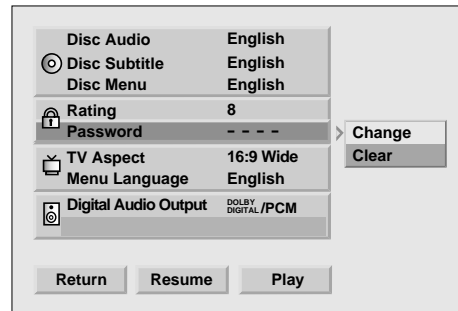 Disc Audio English
Disc Subtitle English
Disc Menu English
Rating 8
Password - - - -
Change
TV Aspect 16:9 Wide
Clear
Menu Language English
Digital Audio Output DOLBY DIGITAL /PCM
Return Resume Play